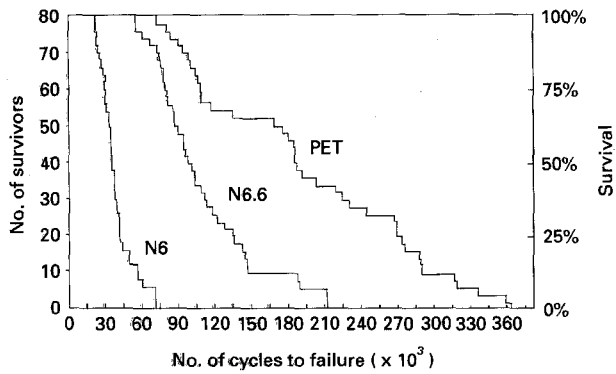 No. of survivors
80
70
60
50
40
30
20
10
0
100%
75%
50%
25%
0%
Survival
PET
N6.6
N6
0 30 60 90 120 150 180 210 240 270 300 330 360
No. of cycles to failure ( x 10³)